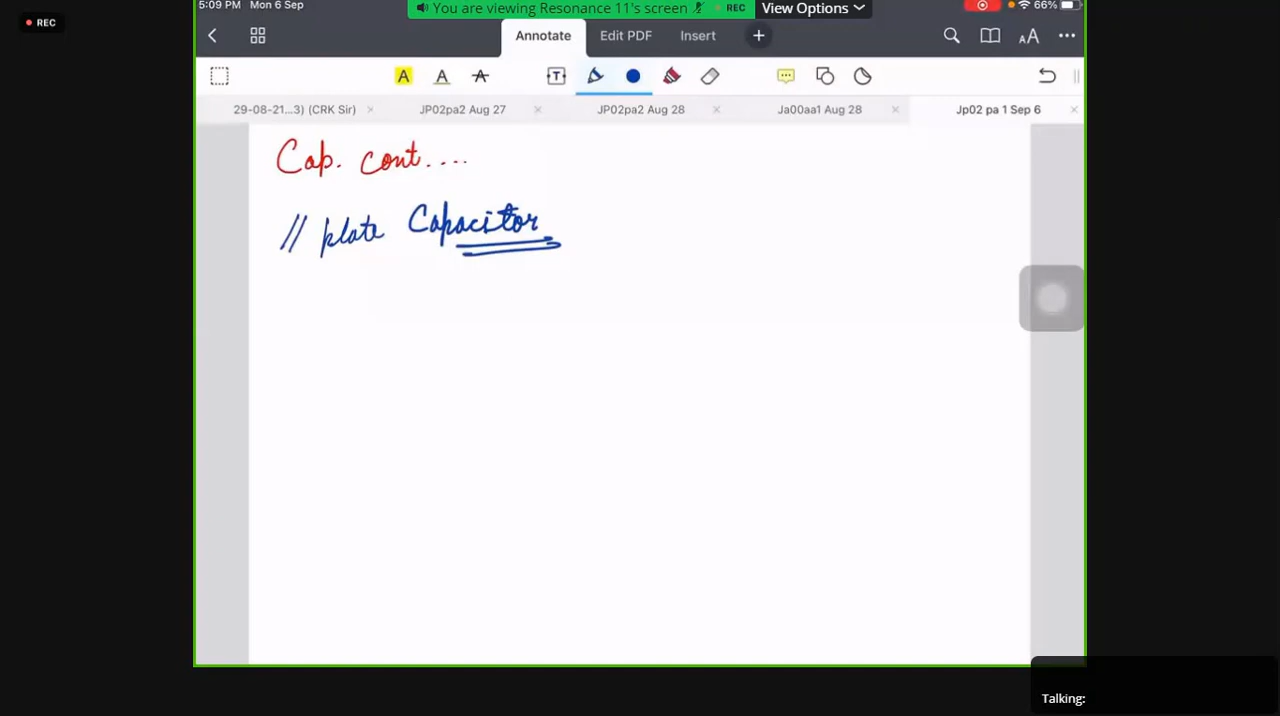 5:09 PM Mon 6 Sep
You are viewing Resonance 11's screen REC View Options
66%
REC
Annotate Edit PDF Insert
AA
A A A T
29-08-21...3) (CRK Sir) JP02pa2 Aug 27 JP02pa2 Aug 28 Ja00aa1 Aug 28 Jp02 pa 1 Sep 6
Cap. cont....
// plate Capacitor
Talking: